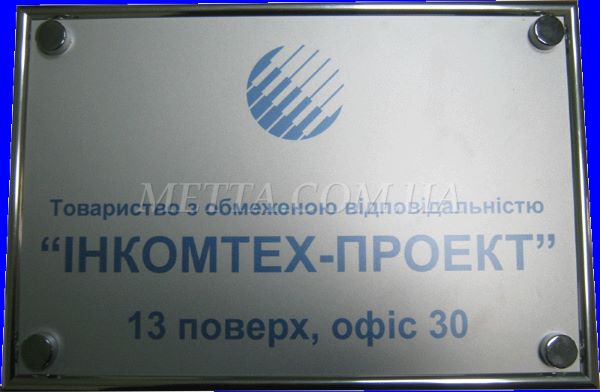 METTA.COM.UA
Товариство з обмеженою відповідальністю
“ІНКОМТЕХ-ПРОЕКТ”
13 поверх, офіс 30